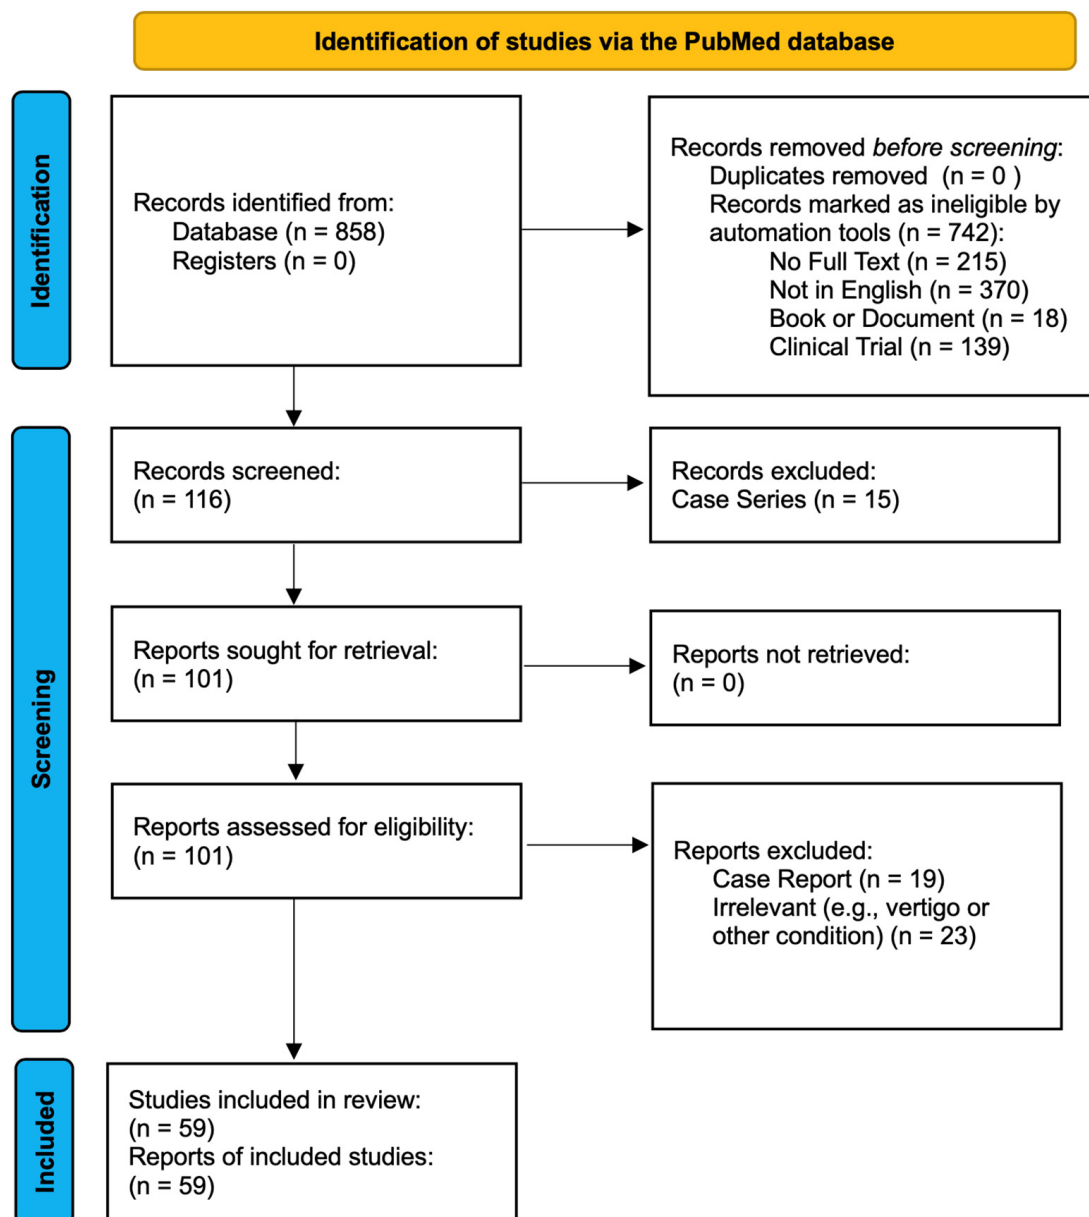 Identification of studies via the PubMed database
Identification
Records identified from:
Database (n = 858)
Registers (n = 0)
Records removed before screening:
Duplicates removed  (n = 0 )
Records marked as ineligible by
automation tools (n = 742):
No Full Text (n = 215)
Not in English (n = 370)
Book or Document (n = 18)
Clinical Trial (n = 139)
Screening
Records screened:
(n = 116)
Records excluded:
Case Series (n = 15)
Reports sought for retrieval:
(n = 101)
Reports not retrieved:
(n = 0)
Reports assessed for eligibility:
(n = 101)
Reports excluded:
Case Report (n = 19)
Irrelevant (e.g., vertigo or
other condition) (n = 23)
Included
Studies included in review:
(n = 59)
Reports of included studies:
(n = 59)